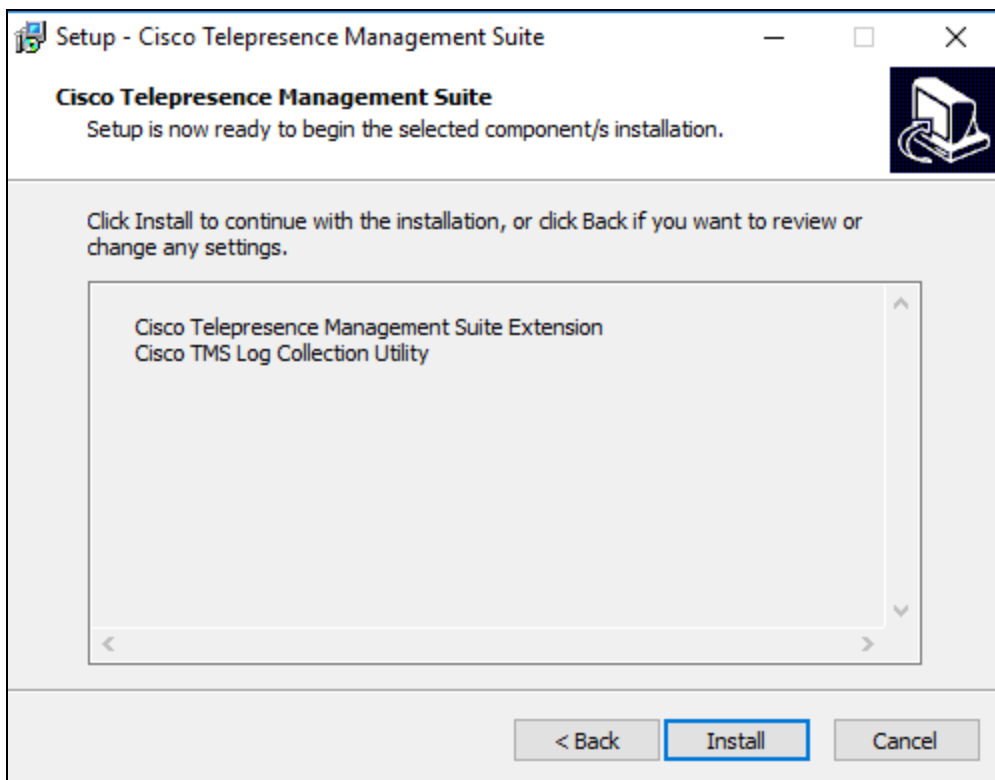 Setup - Cisco Telepresence Management Suite
Cisco Telepresence Management Suite
Setup is now ready to begin the selected component/s installation.
Click Install to continue with the installation, or click Back if you want to review or
change any settings.
Cisco Telepresence Management Suite Extension
Cisco TMS Log Collection Utility
< Back Install Cancel